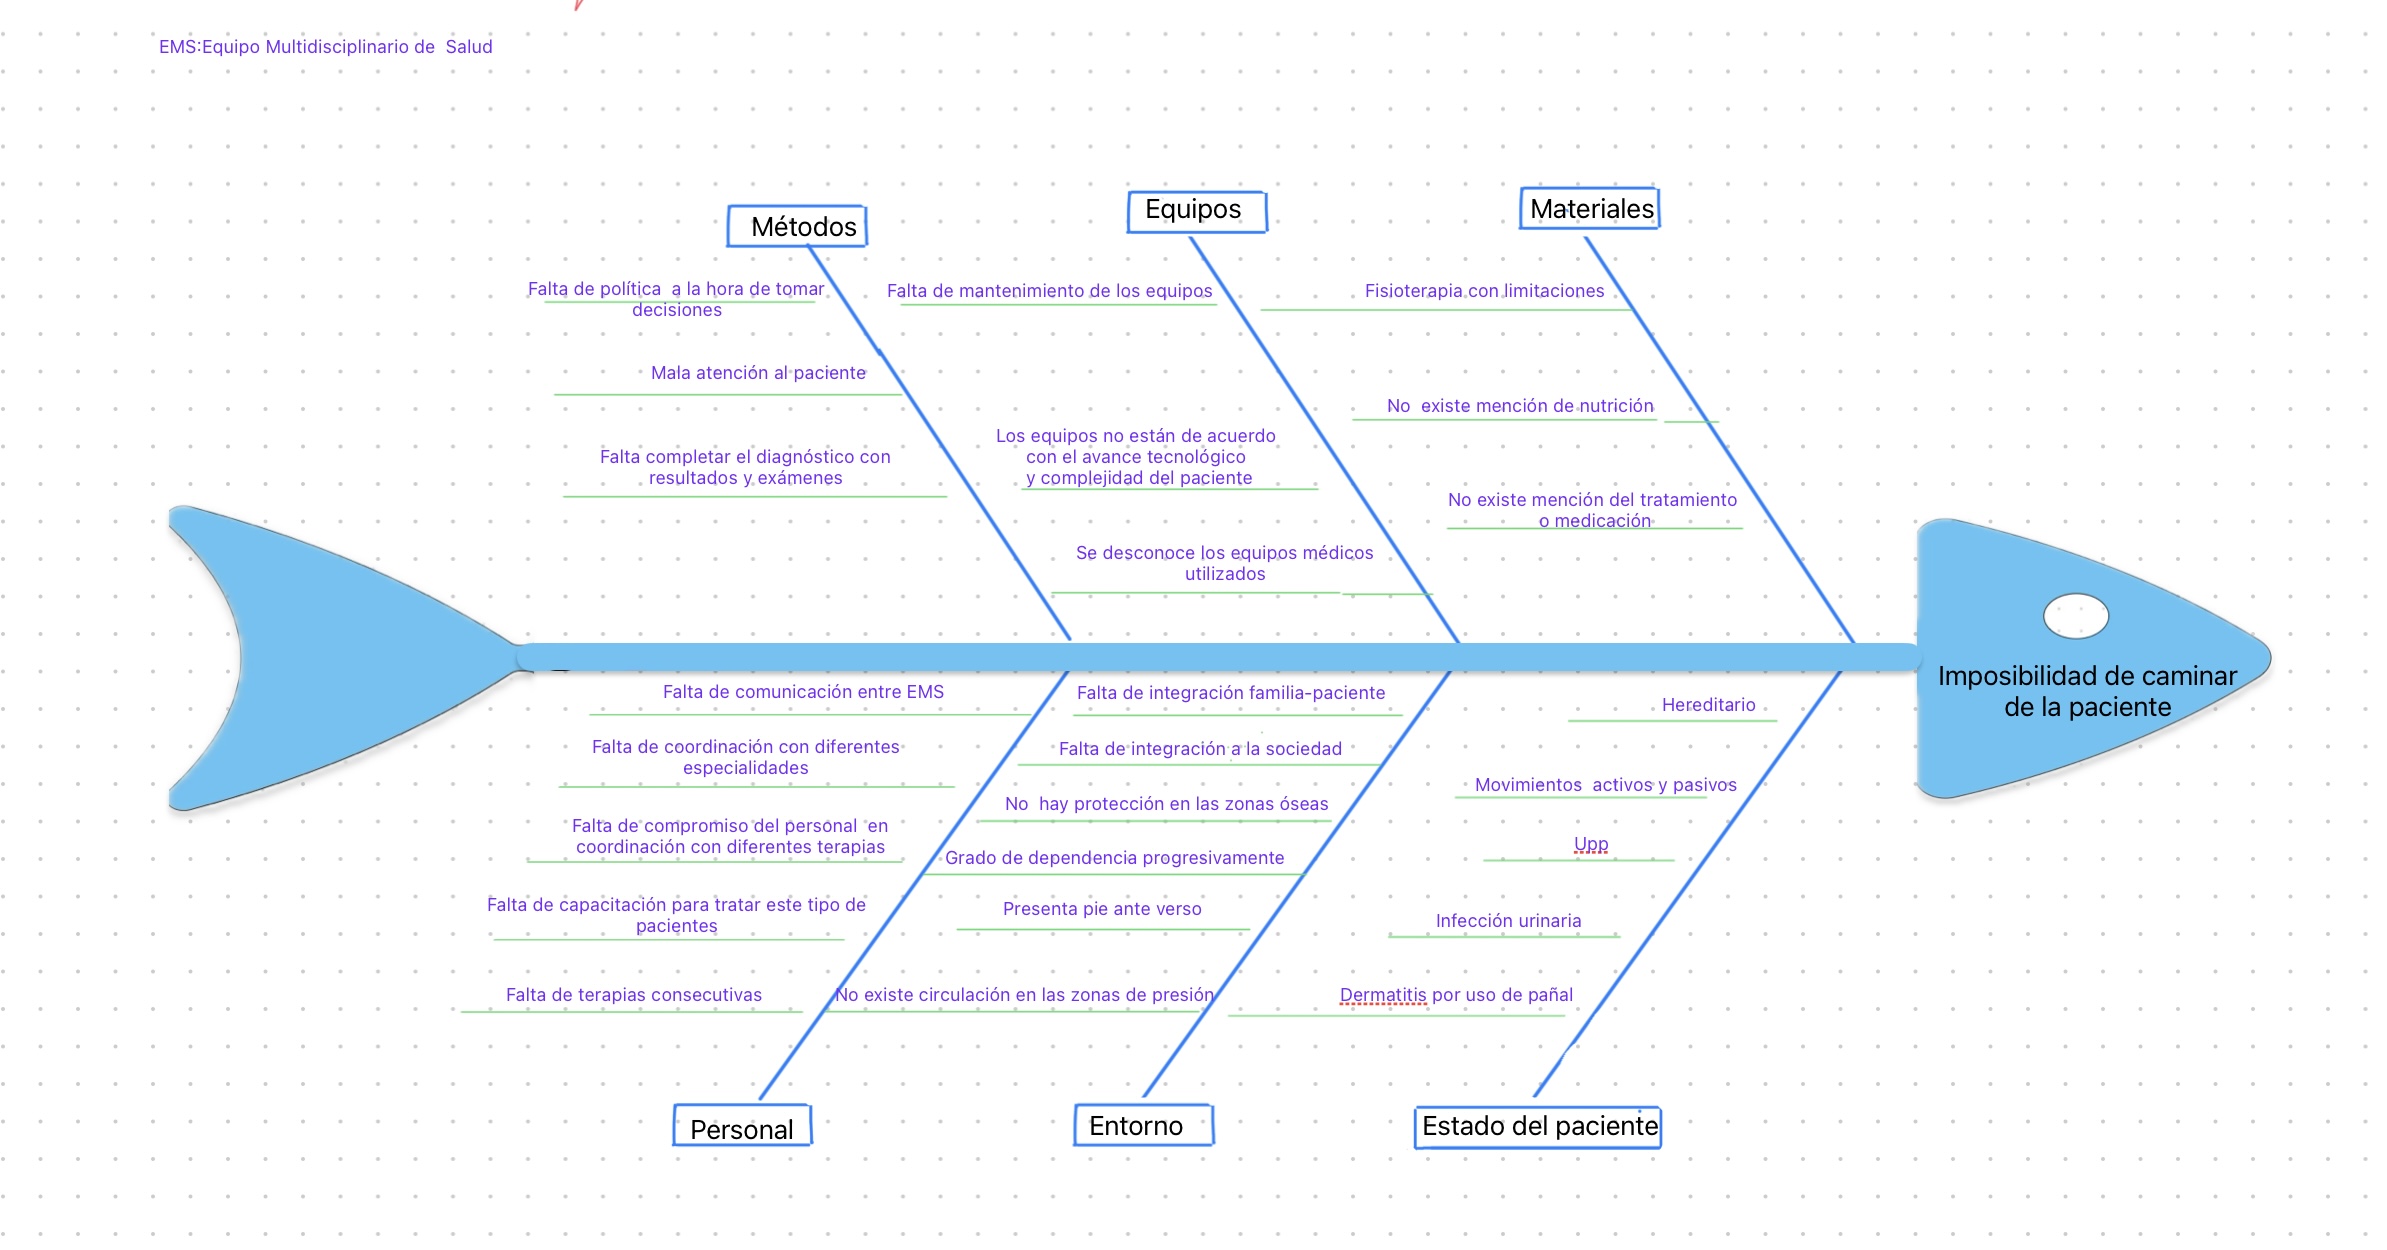 EMS:Equipo Multidisciplinario de  Salud
Métodos
Equipos
Materiales
Falta de política  a la hora de tomar
decisiones
Mala atención al paciente
Falta completar el diagnóstico con
resultados y exámenes
Falta de mantenimiento de los equipos
Los equipos no están de acuerdo
con el avance tecnológico
y complejidad del paciente
Se desconoce los equipos médicos
utilizados
Fisioterapia con limitaciones
No  existe mención de nutrición
No existe mención del tratamiento
o medicación
Imposibilidad de caminar
de la paciente
Falta de comunicación entre EMS
Falta de coordinación con diferentes
especialidades
Falta de compromiso del personal  en
coordinación con diferentes terapias
Falta de capacitación para tratar este tipo de
pacientes
Falta de terapias consecutivas
Falta de integración familia-paciente
Falta de integración a la sociedad
No  hay protección en las zonas óseas
Grado de dependencia progresivamente
Presenta pie ante verso
No existe circulación en las zonas de presión
Hereditario
Movimientos  activos y pasivos
Upp
Infección urinaria
Dermatitis por uso de pañal
Personal
Entorno
Estado del paciente